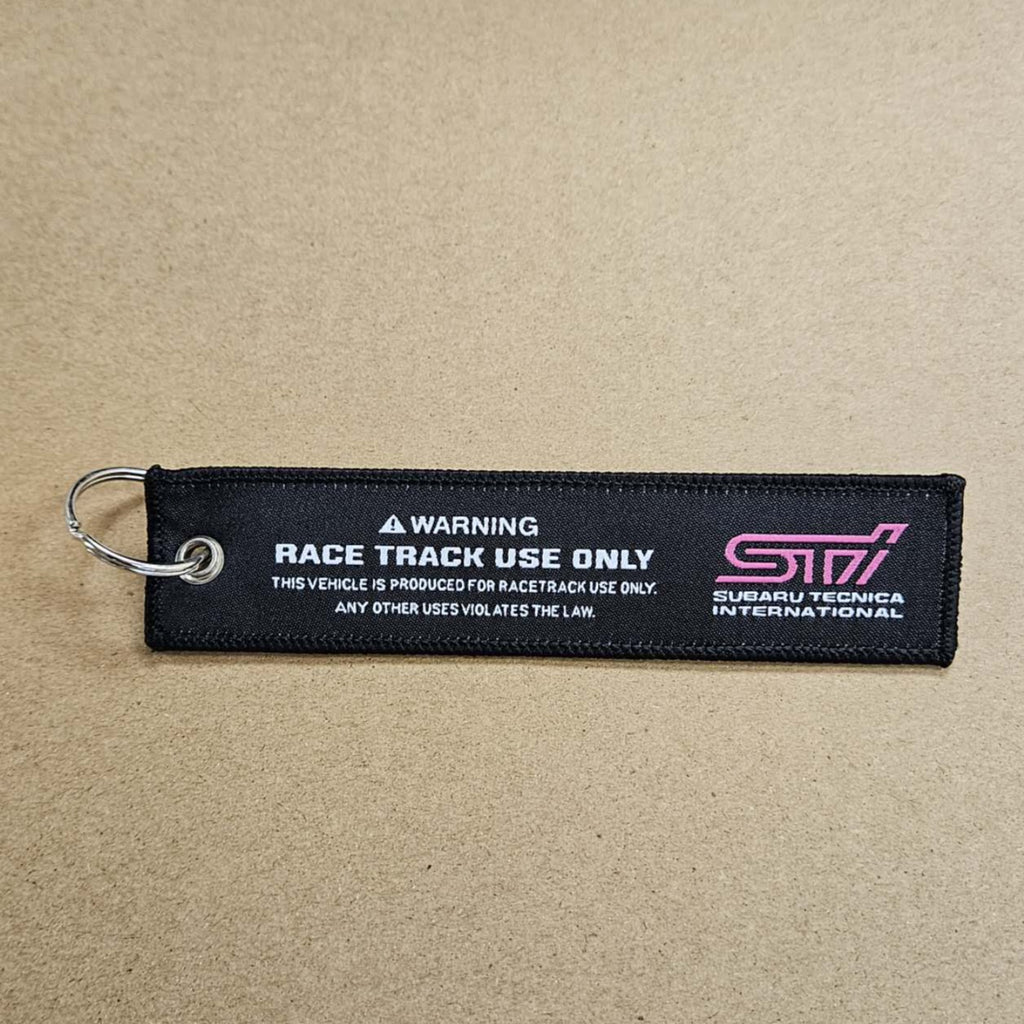 ⚠ WARNING
RACE TRACK USE ONLY
THIS VEHICLE IS PRODUCED FOR RACETRACK USE ONLY.
ANY OTHER USES VIOLATES THE LAW.
STi
SUBARU TECNICA
INTERNATIONAL